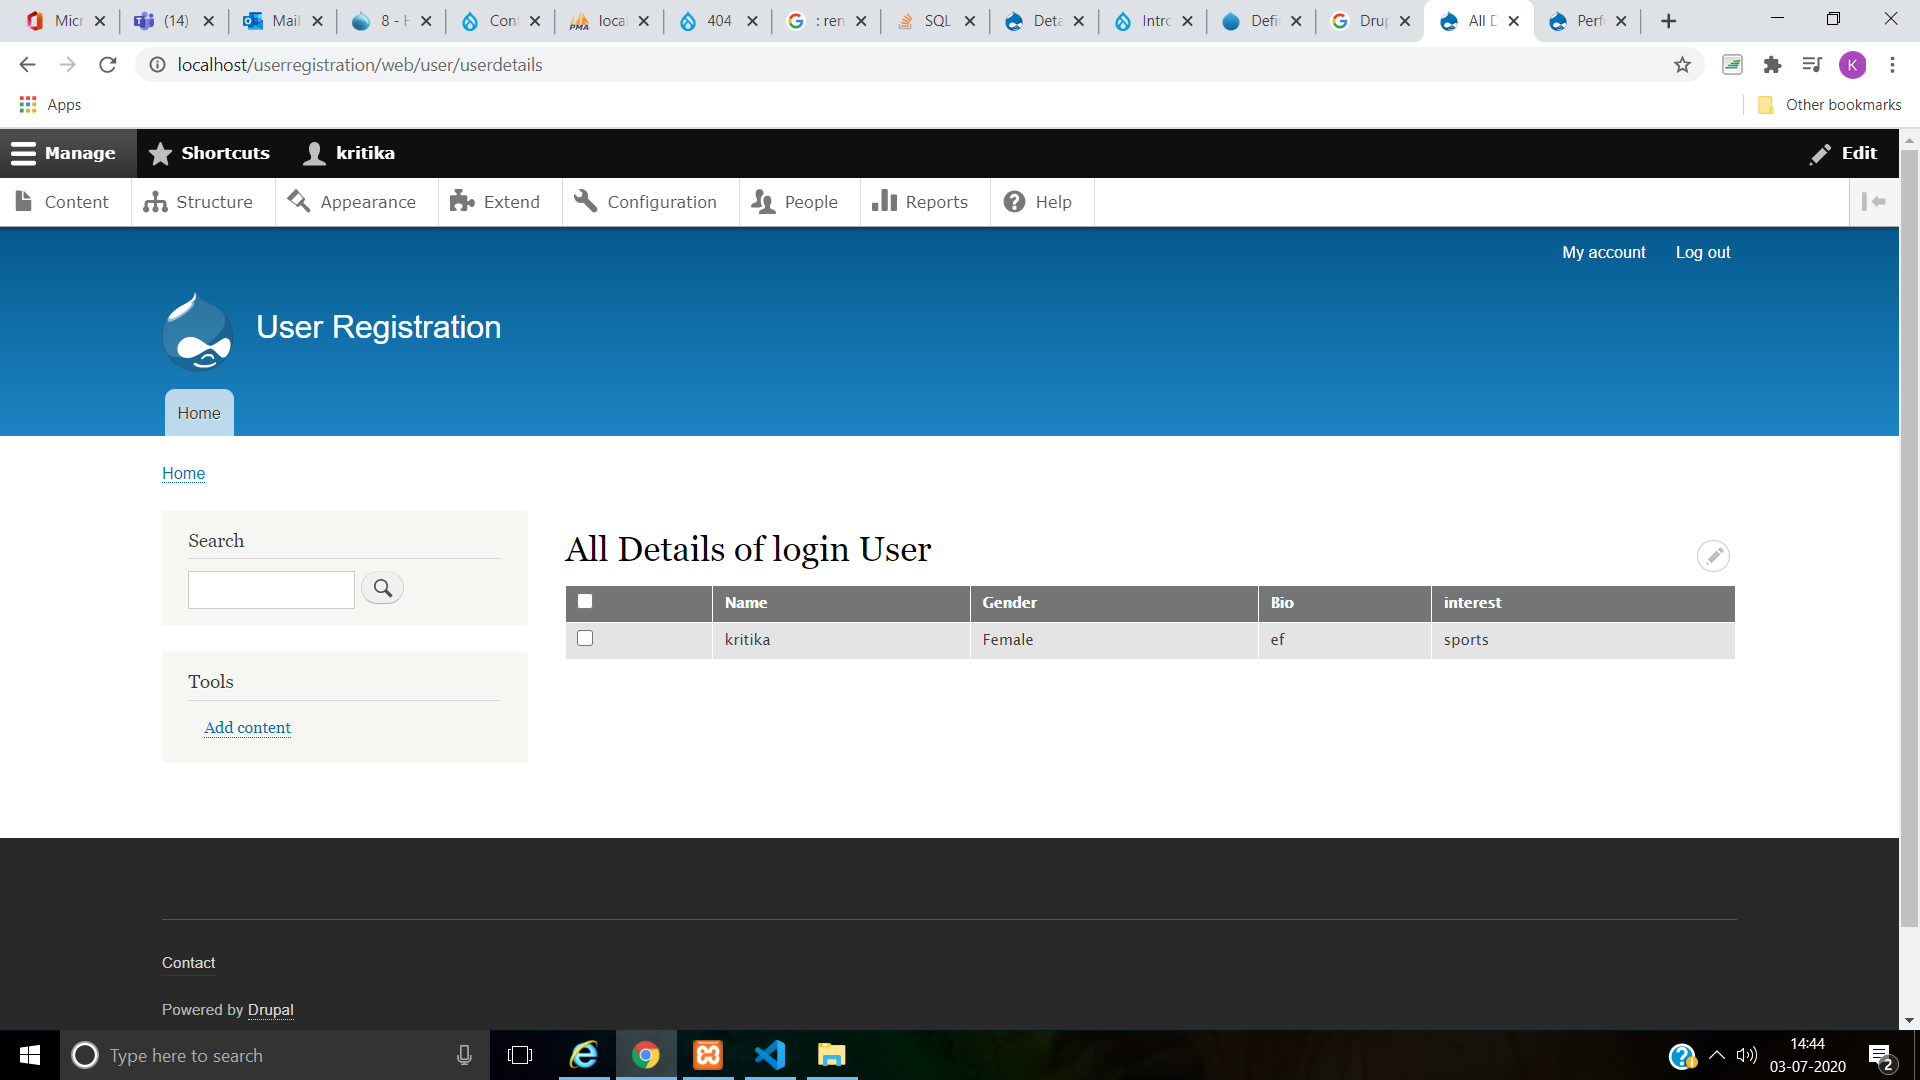 Micr (14) Mail 8 - H Con locall 404 : ren SQL Deta Intro Defi Drup All D Perf
localhost/userregistration/web/user/userdetails
Apps Other bookmarks
Manage Shortcuts kritika Edit
Content Structure Appearance Extend Configuration People Reports Help
My account Log out
User Registration
Home
Home
Search
All Details of login User
Name Gender Bio interest
kritika Female ef sports
Tools
Add content
Contact
Powered by Drupal
Type here to search
14:44
03-07-2020
2